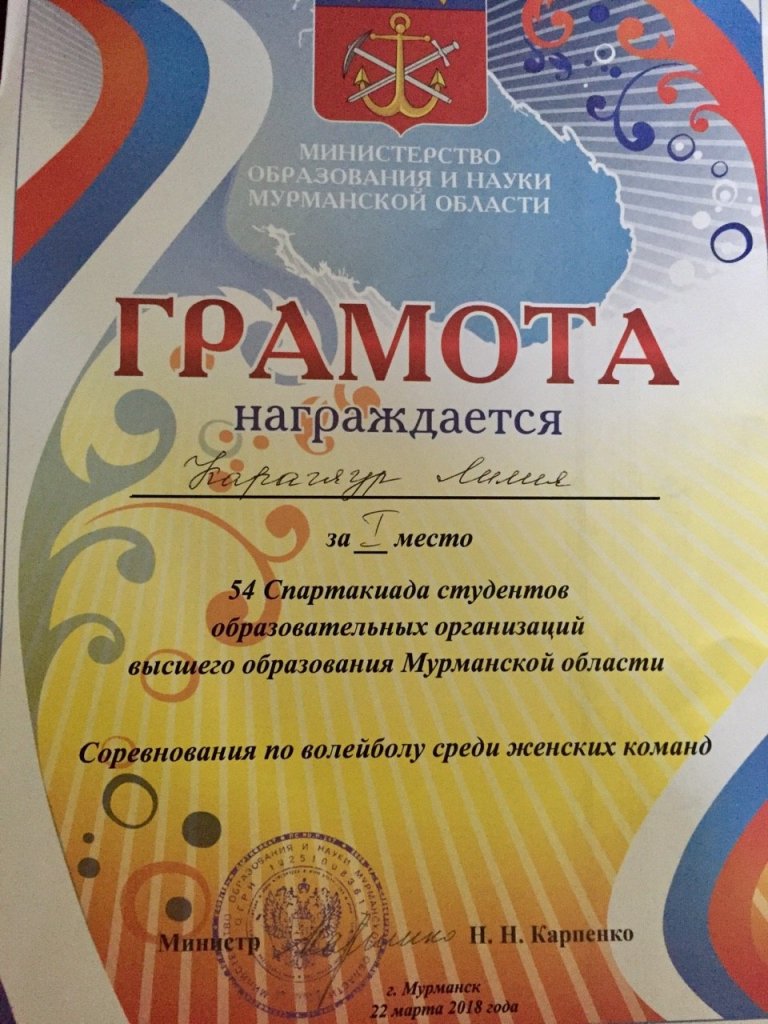 МИНИСТЕРСТВО
ОБРАЗОВАНИЯ И НАУКИ
МУРМАНСКОЙ ОБЛАСТИ
ГРАМОТА
награждается
Карагяур Лилия
за I место
54 Спартакиада студентов
образовательных организаций
высшего образования Мурманской области
Соревнования по волейболу среди женских команд
Министр Н. Н. Карпенко
г. Мурманск
22 марта 2018 года